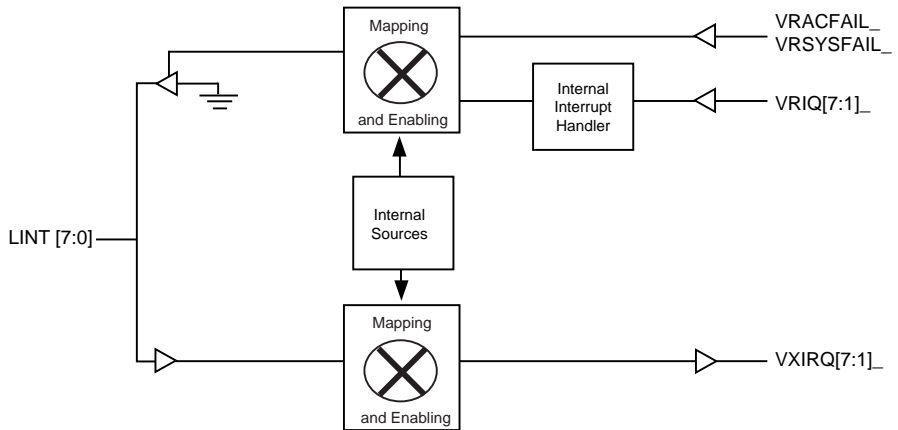 Mapping
and Enabling
VRACFAIL_
VRSYSFAIL_
Internal
Interrupt
Handler
VRIQ[7:1]_
Internal
Sources
LINT [7:0]
Mapping
and Enabling
VXIRQ[7:1]_